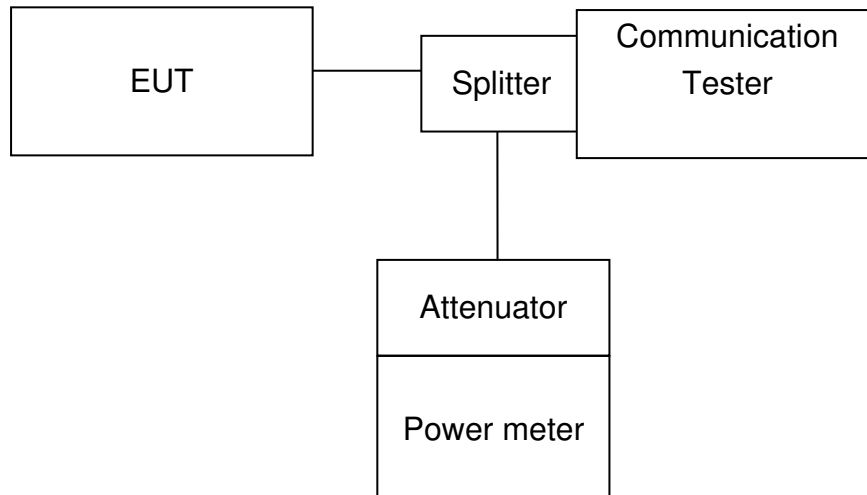 EUT
Splitter
Communication
Tester
Attenuator
Power meter